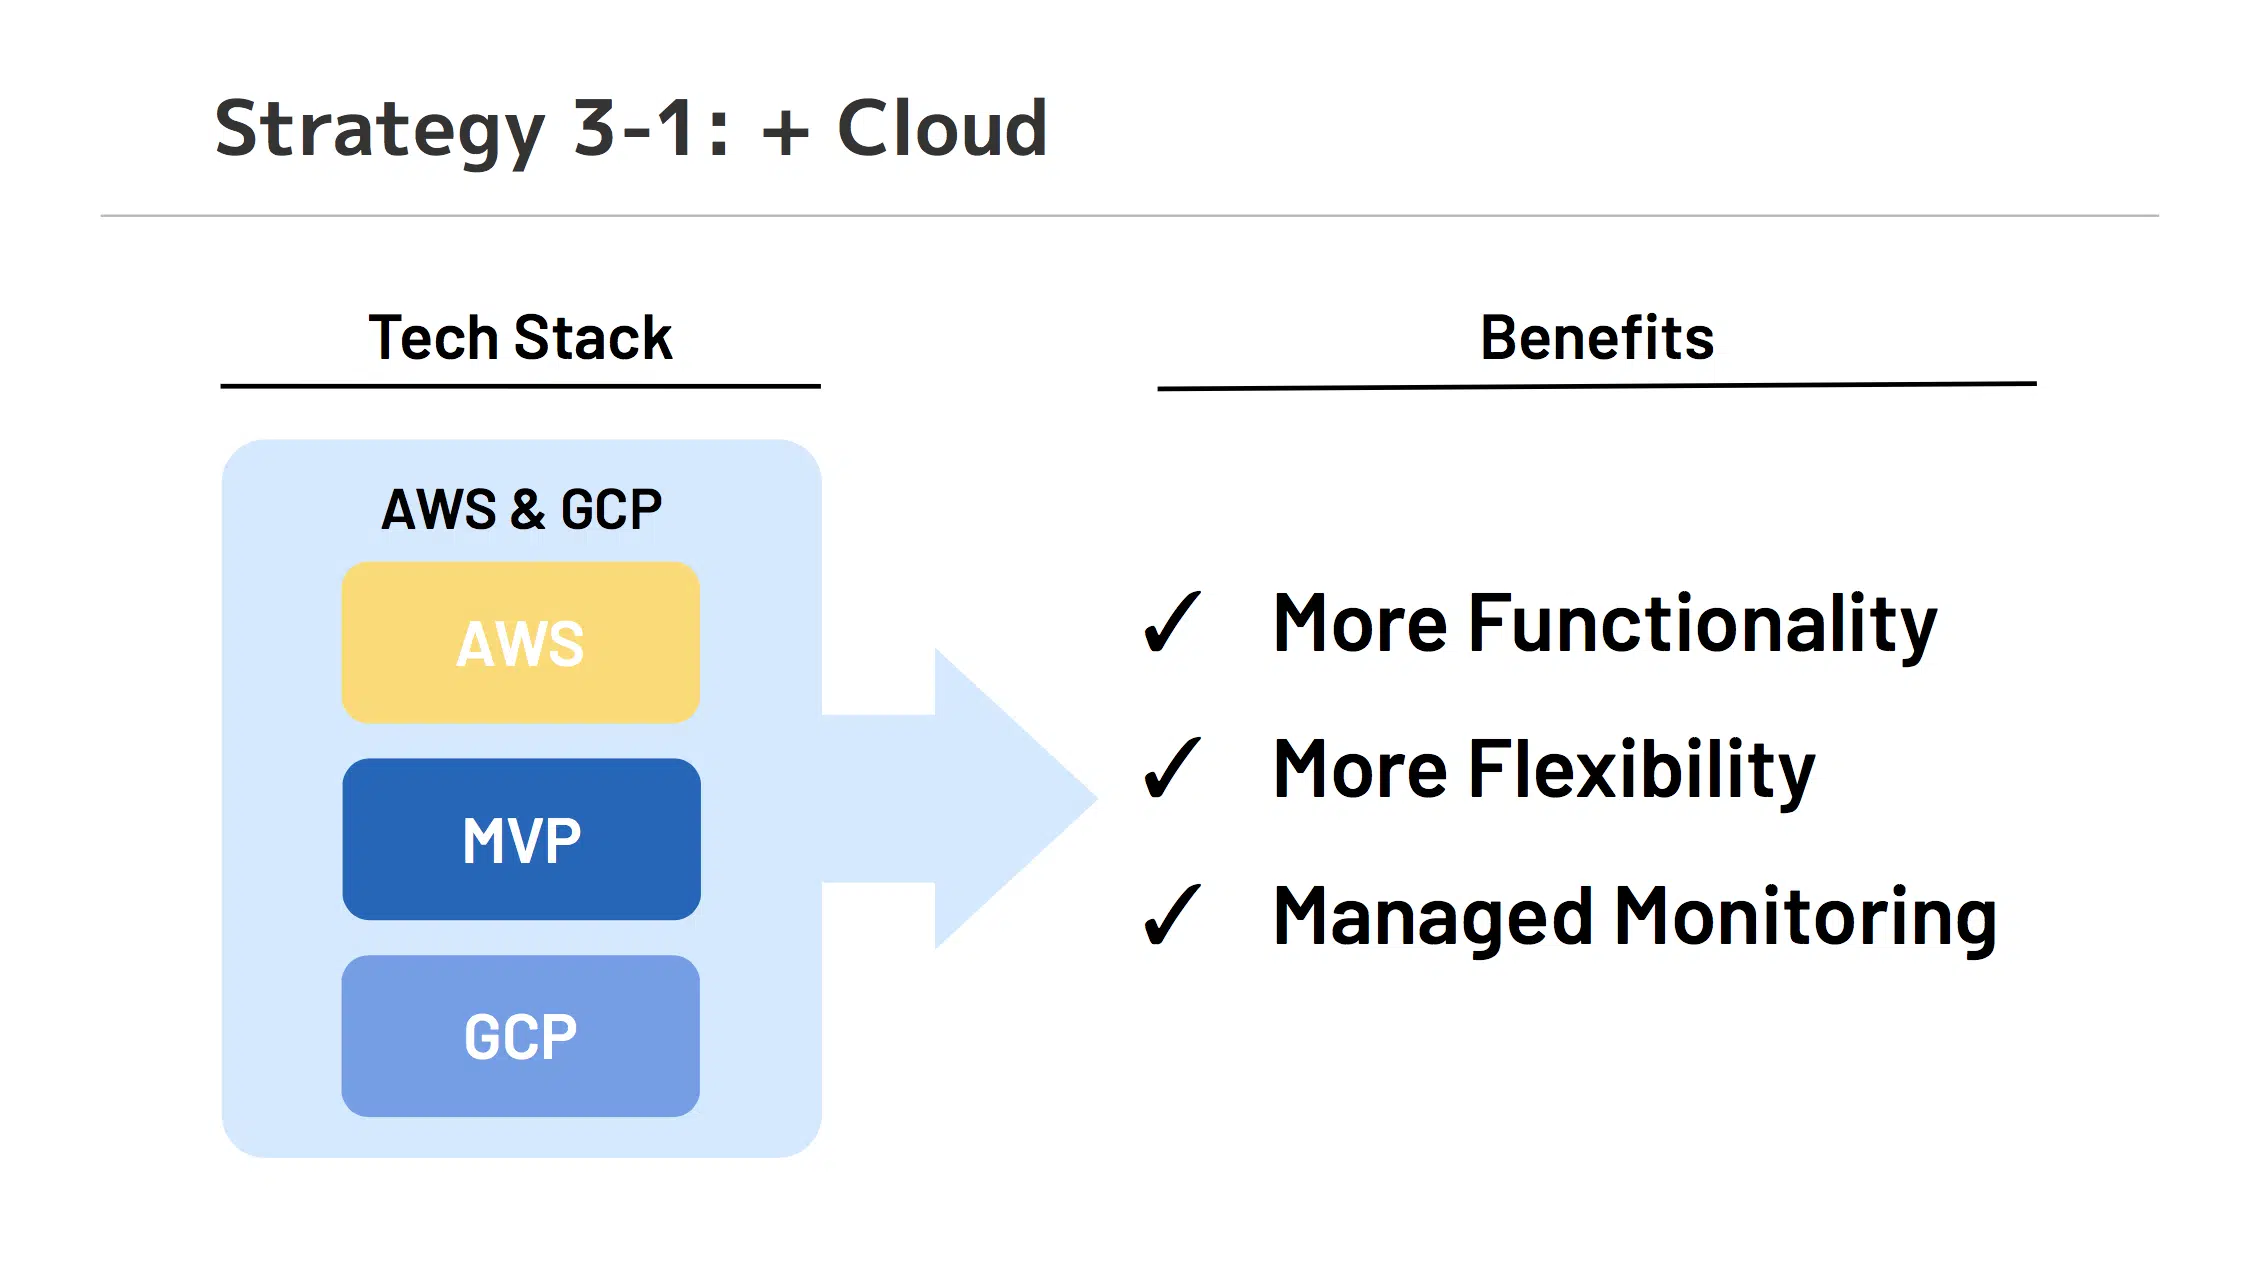 Strategy 3-1: + Cloud
Tech Stack
AWS & GCP
AWS
MVP
GCP
Benefits
✓ More Functionality
✓ More Flexibility
✓ Managed Monitoring